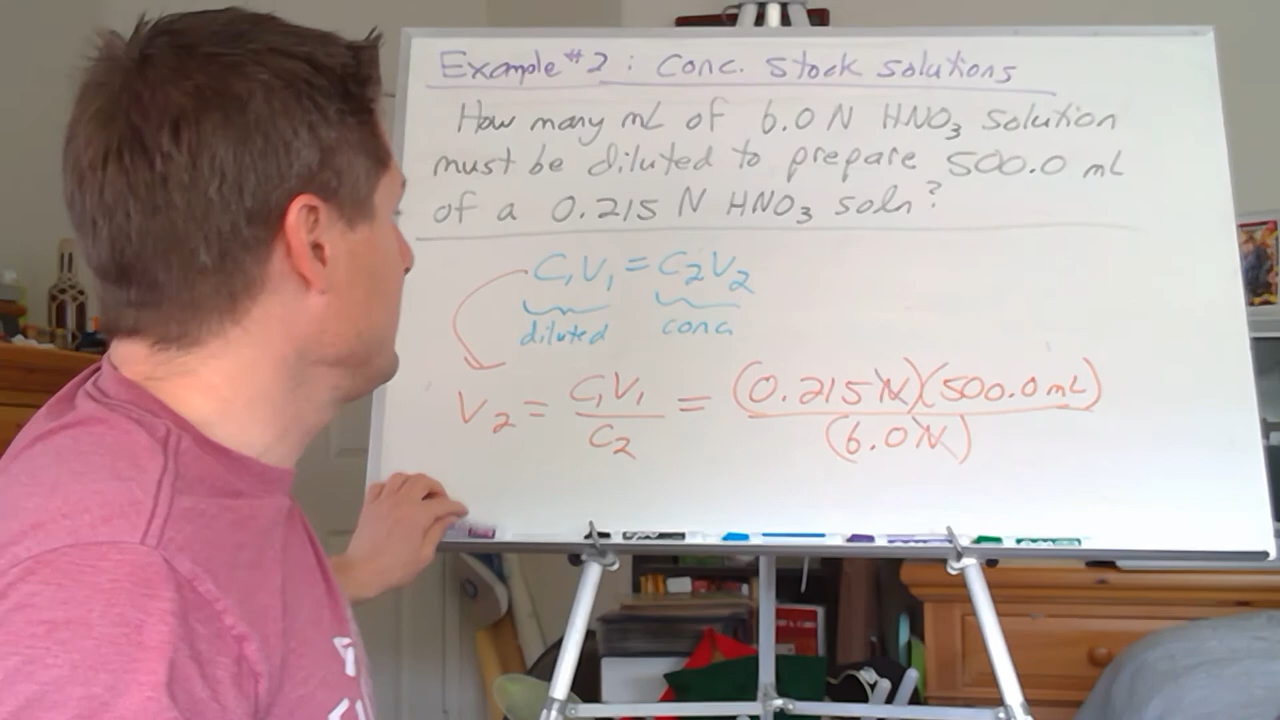 Example #2 : Conc. Stock Solutions
How many mL of 6.0 N HNO₃ solution
must be diluted to prepare 500.0 mL
of a 0.215 N HNO₃ soln?
C₁V₁ = C₂V₂
diluted conc
V₂ = C₁V₁/C₂ = (0.215 N)(500.0 mL)/(6.0 N)